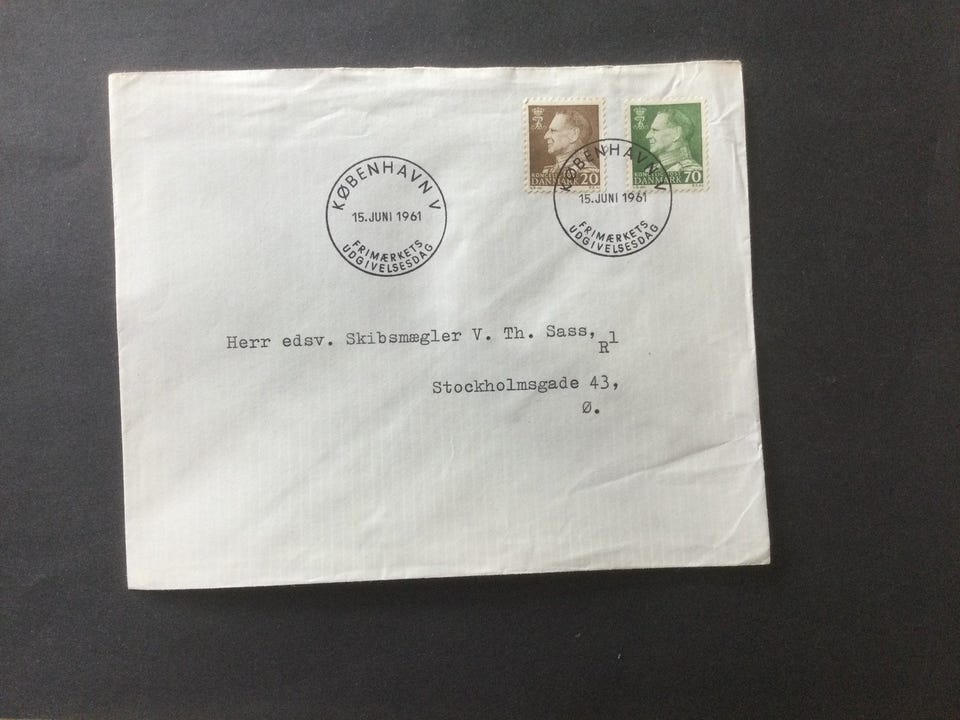 KONGERIGET
DANMARK 20
DANMARK 70
KØBENHAVN V
15.JUNI 1961
FRIMÆRKETS
UDGIVELSESDAG
KØBENHAVN V
15.JUNI 1961
FRIMÆRKETS
UDGIVELSESDAG
Herr edsv. Skibsmægler V. Th. Sass, R1
Stockholmsgade 43,
Ø.